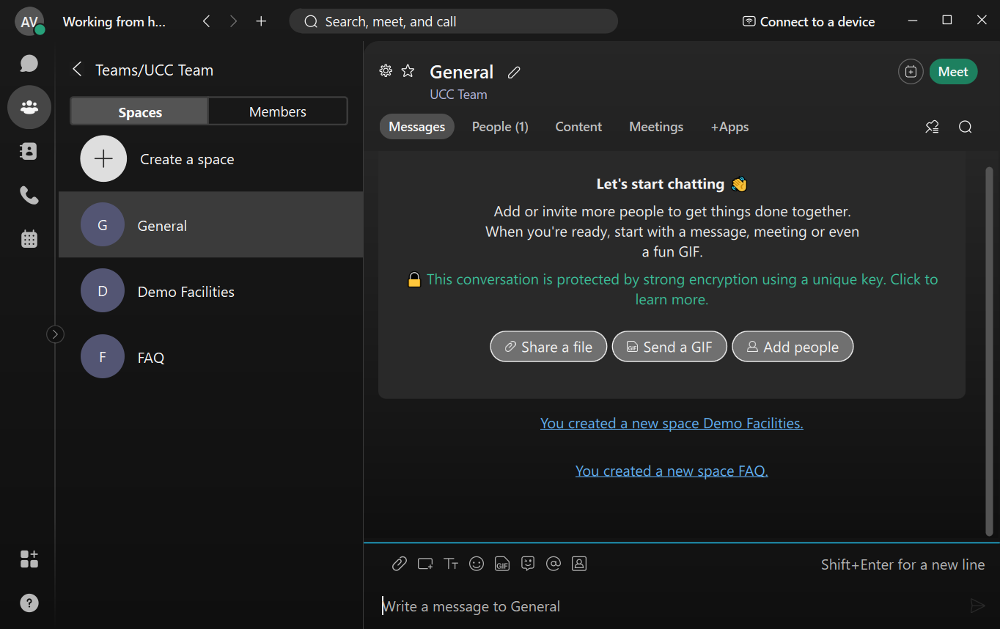 AV
Working from h...
Search, meet, and call
Connect to a device
Teams/UCC Team
Spaces
Members
Create a space
G
General
D
Demo Facilities
F
FAQ
General
UCC Team
Meet
Messages
People (1)
Content
Meetings
+Apps
Let's start chatting 👋
Add or invite more people to get things done together.
When you're ready, start with a message, meeting or even
a fun GIF.
🔒 This conversation is protected by strong encryption using a unique key. Click to
learn more.
Share a file
GIF Send a GIF
Add people
You created a new space Demo Facilities.
You created a new space FAQ.
TT
GIF
@
Shift+Enter for a new line
Write a message to General
?